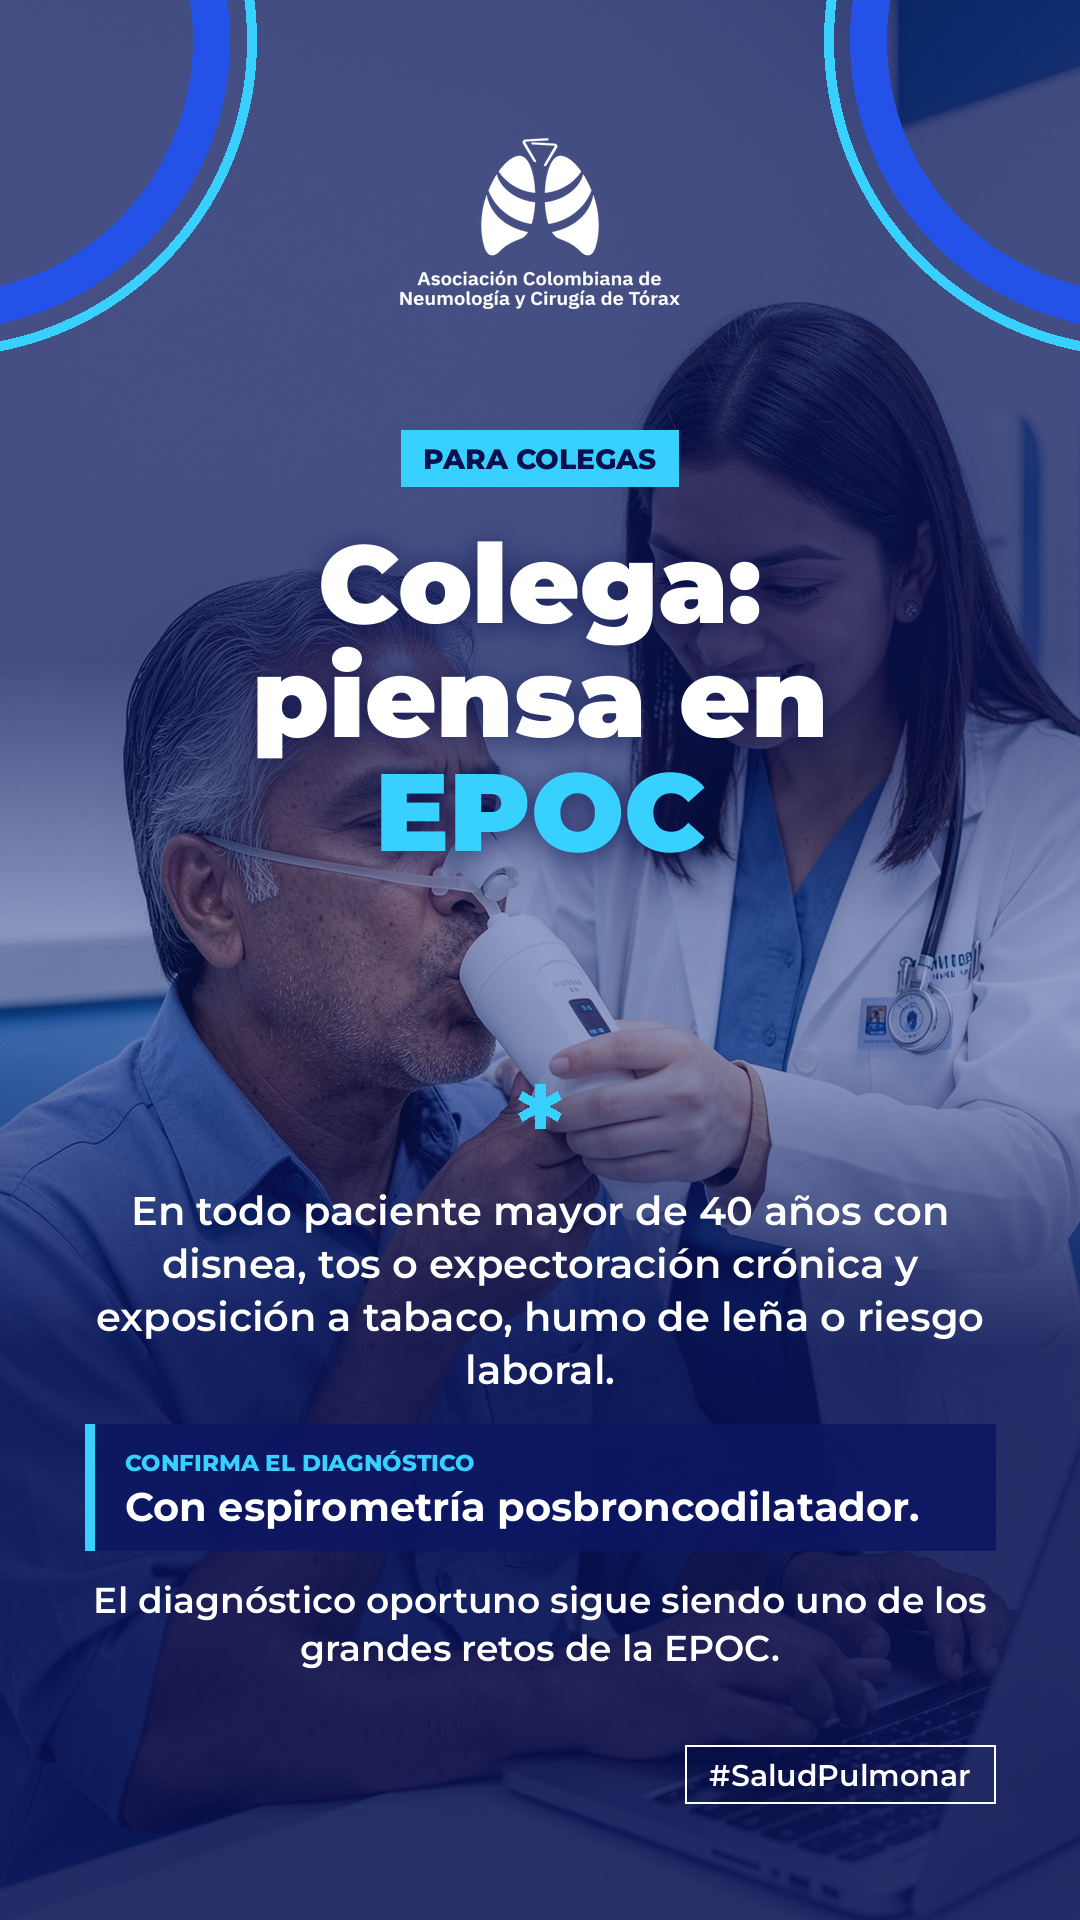 Asociación Colombiana de
Neumología y Cirugía de Tórax
PARA COLEGAS
Colega:
piensa en
EPOC
En todo paciente mayor de 40 años con
disnea, tos o expectoración crónica y
exposición a tabaco, humo de leña o riesgo
laboral.
CONFIRMA EL DIAGNÓSTICO
Con espirometría posbroncodilatador.
El diagnóstico oportuno sigue siendo uno de los
grandes retos de la EPOC.
#SaludPulmonar